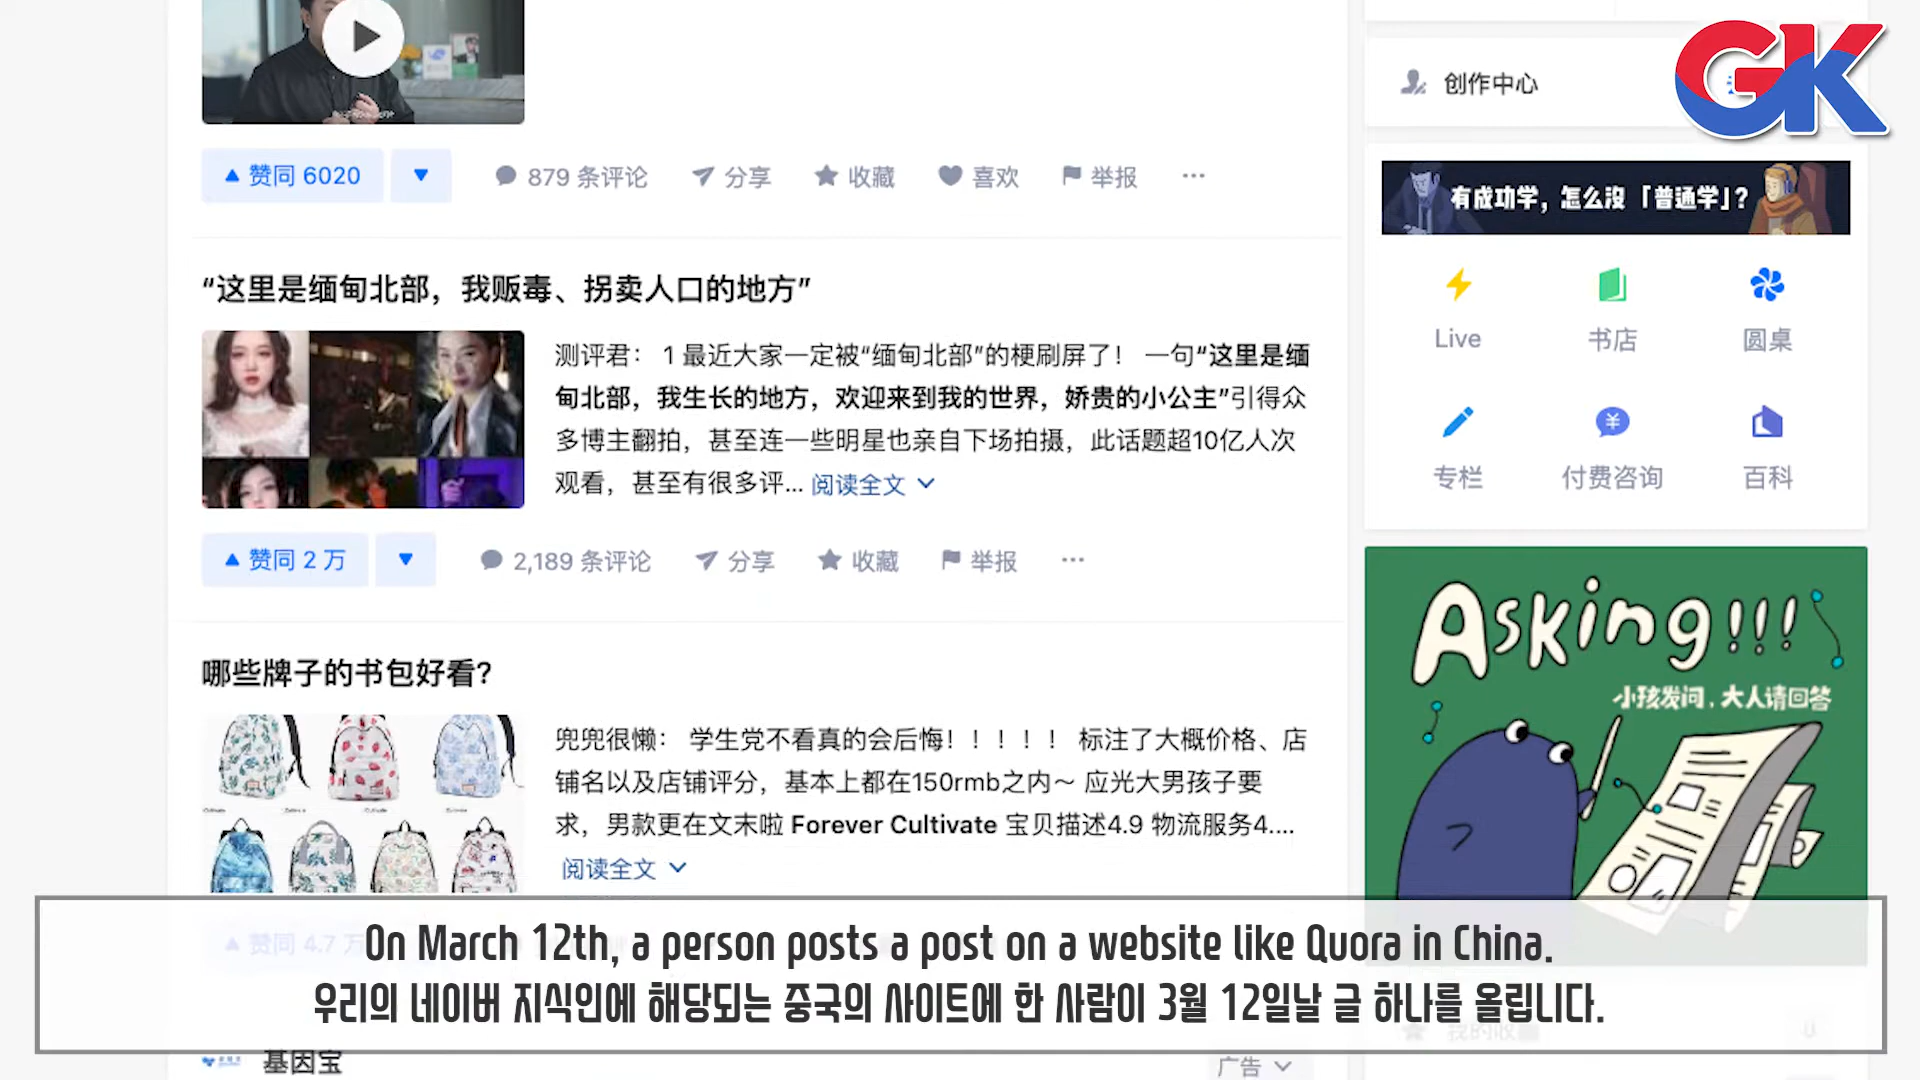 GK
创作中心
赞同 6020
879 条评论
分享
收藏
喜欢
举报
有成功学，怎么没「普通学」？
Live
书店
圆桌
专栏
付费咨询
百科
“这里是缅甸北部，我贩毒、拐卖人口的地方”
测评君： 1 最近大家一定被“缅甸北部”的梗刷屏了！ 一句“这里是缅
甸北部，我生长的地方，欢迎来到我的世界，娇贵的小公主”引得众
多博主翻拍，甚至连一些明星也亲自下场拍摄，此话题超10亿人次
观看，甚至有很多评... 阅读全文
赞同 2 万
2,189 条评论
分享
收藏
举报
Asking!!!
小孩发问，大人请回答
哪些牌子的书包好看？
兜兜很懒： 学生党不看真的会后悔！！！！！ 标注了大概价格、店
铺名以及店铺评分，基本上都在150rmb之内～ 应光大男孩子要
求，男款更在文末啦 Forever Cultivate 宝贝描述4.9 物流服务4....
阅读全文
赞同 4.7 万
On March 12th, a person posts a post on a website like Quora in China.
우리의 네이버 지식인에 해당되는 중국의 사이트에 한 사람이 3월 12일날 글 하나를 올립니다.
我的收藏
基因宝
广告